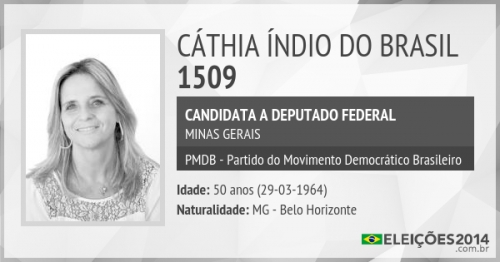 CÁTHIA ÍNDIO DO BRASIL
1509
CANDIDATA A DEPUTADO FEDERAL
MINAS GERAIS
PMDB - Partido do Movimento Democrático Brasileiro
Idade: 50 anos (29-03-1964)
Naturalidade: MG - Belo Horizonte
ELEIÇÕES2014
.com.br